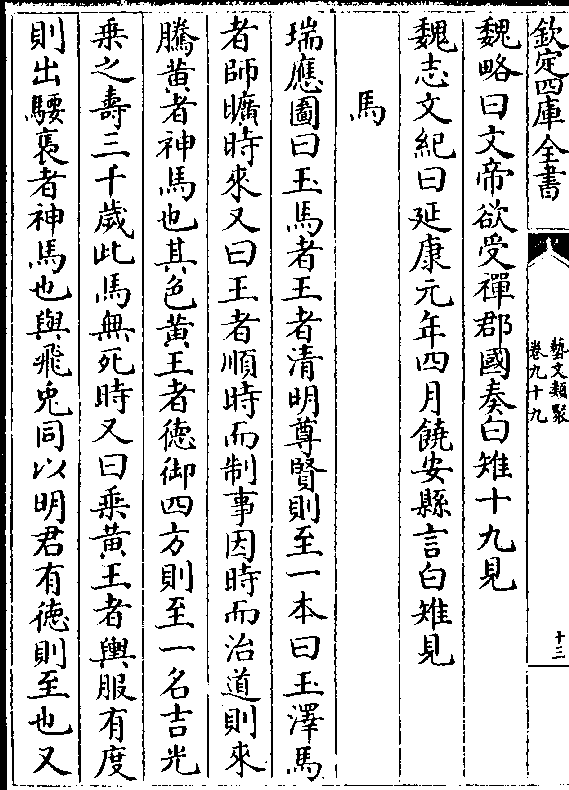 欽定四庫全書
藝文類聚
卷九十九
十三
魏略曰文帝欲受禪郡國奏白雉十九見
魏志文紀曰延康元年四月饒安縣言白雉見
馬
瑞應圖曰玉馬者王者清明尊賢則至一本曰玉澤馬
者師曠時來又曰王者順時而制事因時而治道則來
騰黃者神馬也其色黃王者德御四方則至一名吉光
乗之壽三千歲此馬無死時又曰乗黃王者輿服有度
則出騕褭者神馬也與飛兎同以明君有德則至也又